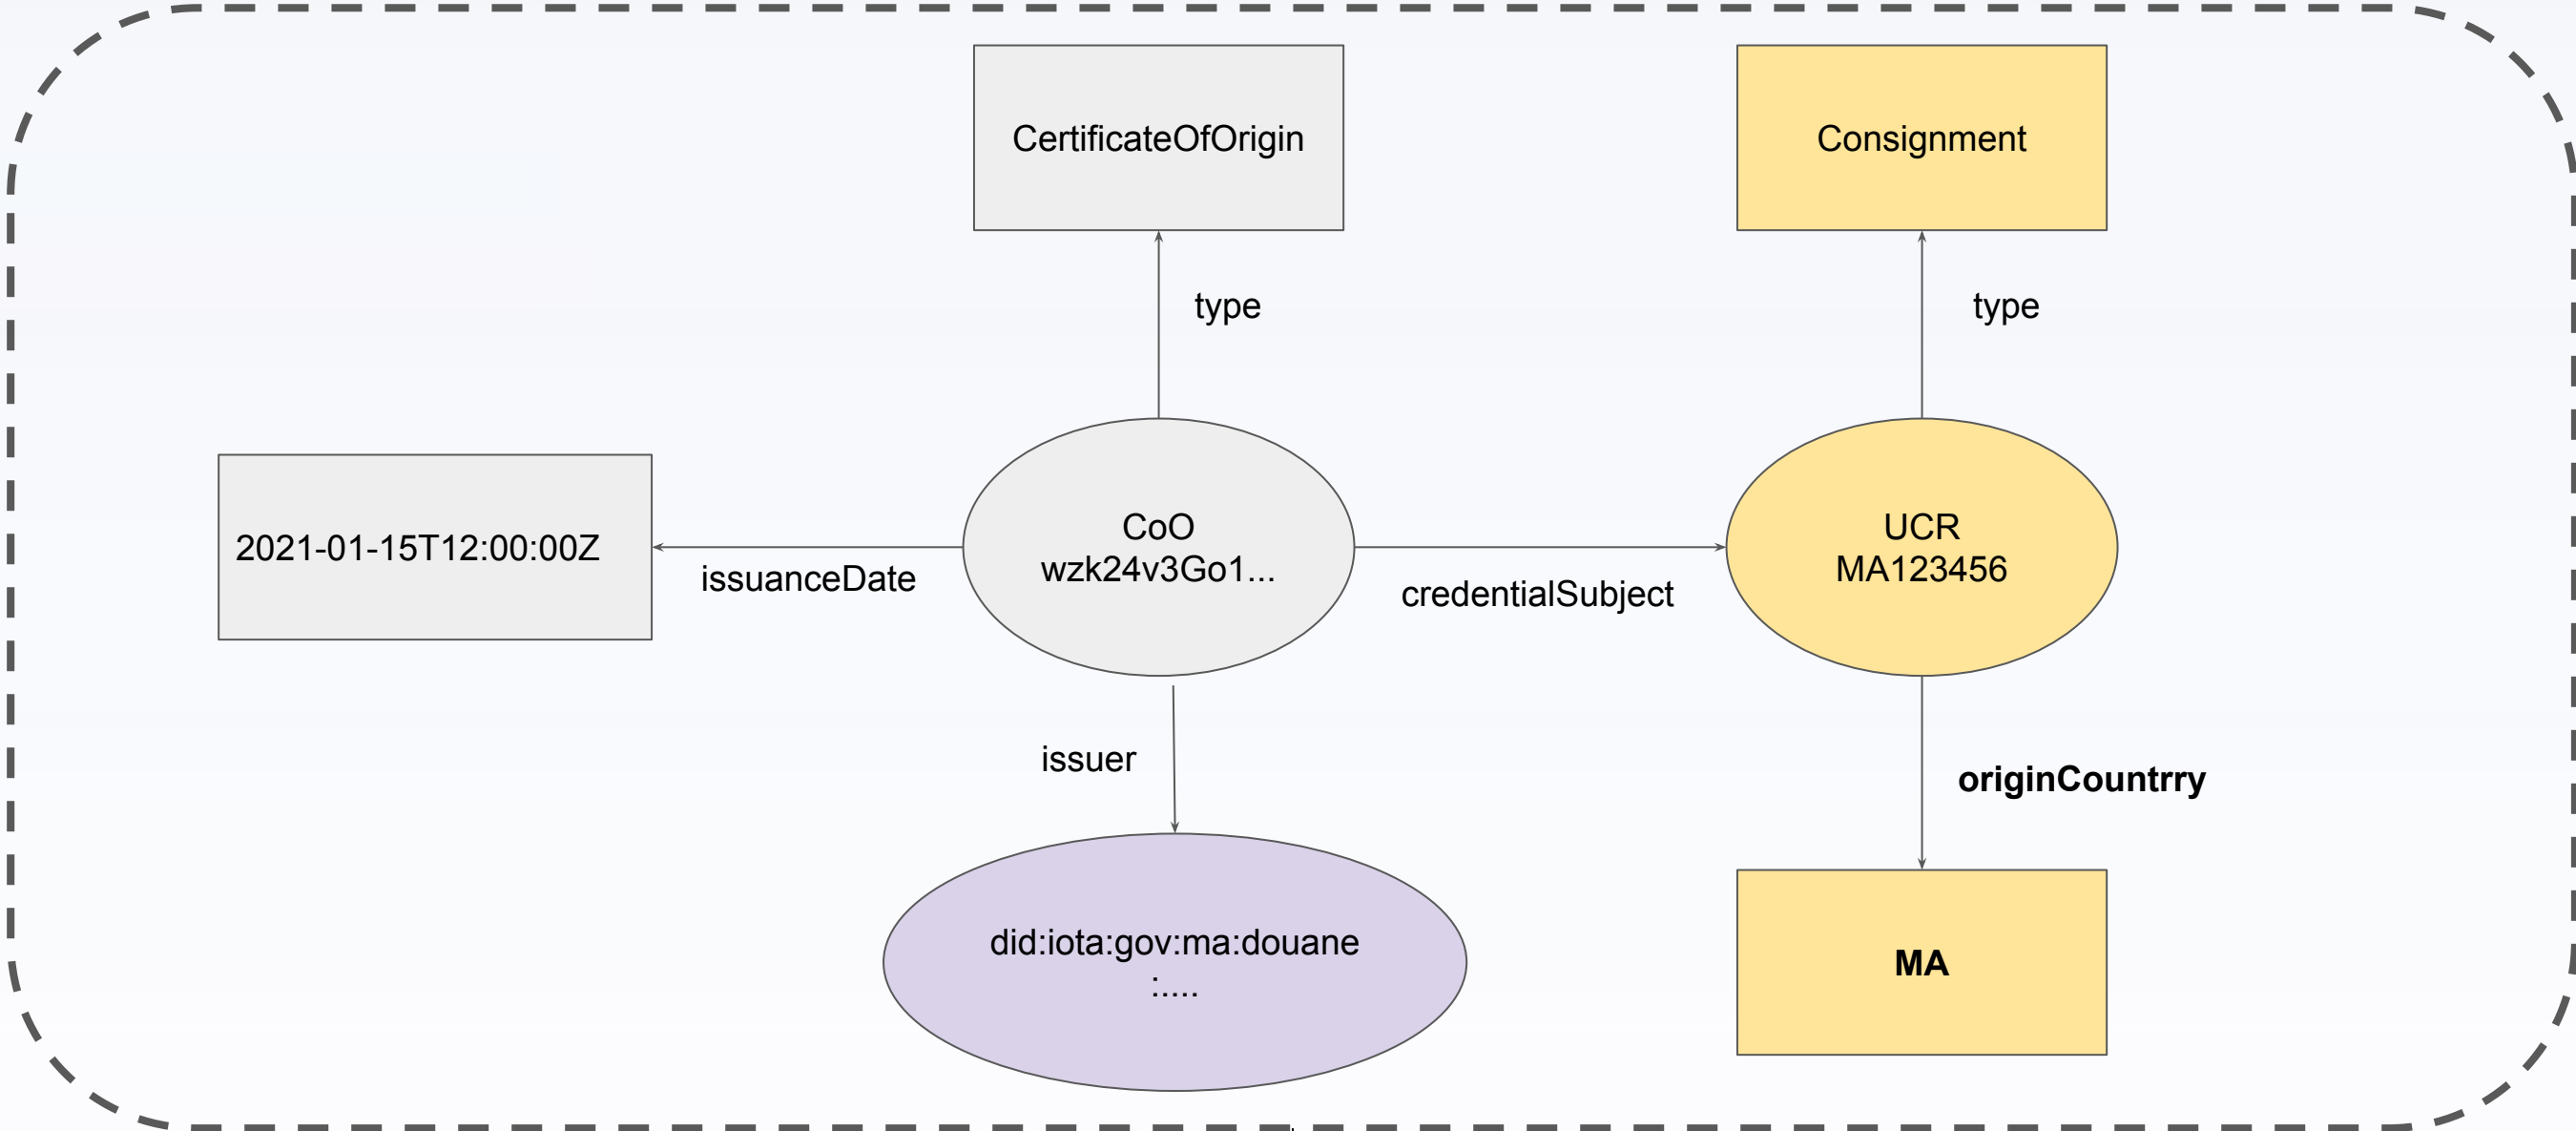 CertificateOfOrigin
Consignment
type
type
2021-01-15T12:00:00Z
issuanceDate
CoO
wzk24v3Go1...
credentialSubject
UCR
MA123456
issuer
originCountrry
did:iota:gov:ma:douane
:....
MA